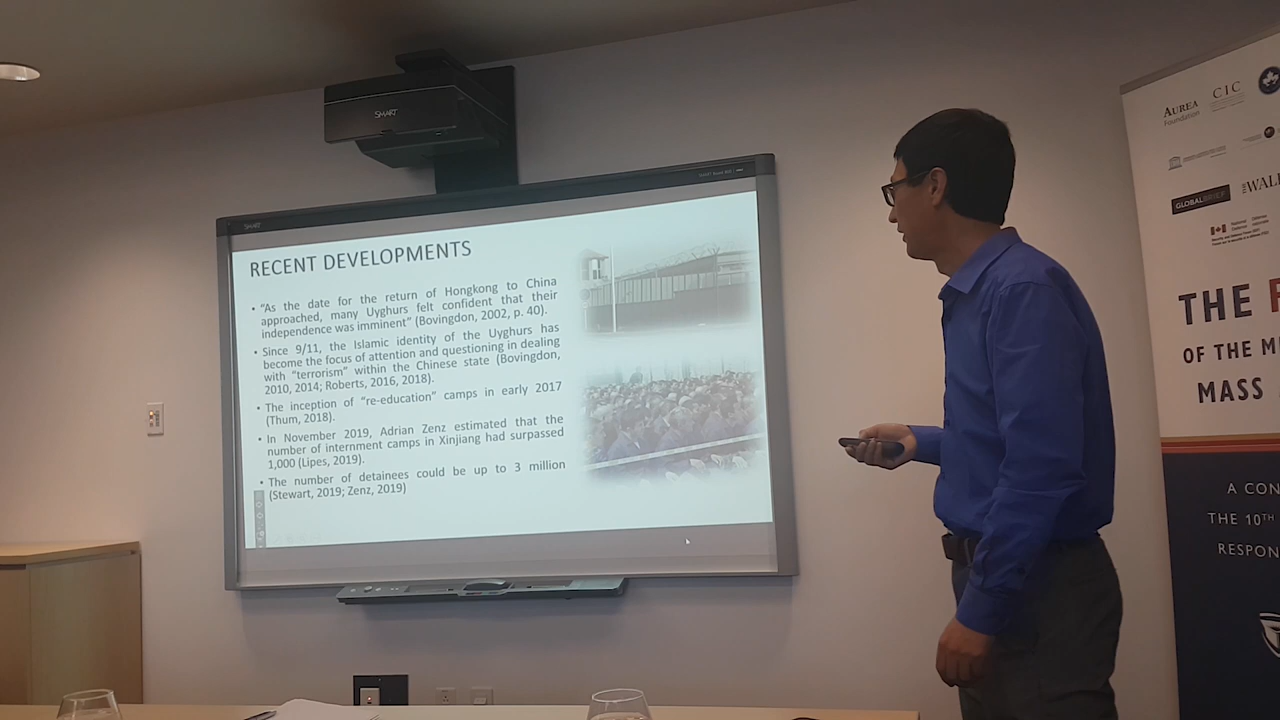 SMART
SMART
RECENT DEVELOPMENTS
• "As the date for the return of Hongkong to China
approached, many Uyghurs felt confident that their
independence was imminent" (Bovingdon, 2002, p. 40).
• Since 9/11, the Islamic identity of the Uyghurs has
become the focus of attention and questioning in dealing
with "terrorism" within the Chinese state (Bovingdon,
2010, 2014; Roberts, 2016, 2018).
• The inception of "re-education" camps in early 2017
(Thum, 2018).
• In November 2019, Adrian Zenz estimated that the
number of internment camps in Xinjiang had surpassed
1,000 (Lipes, 2019).
• The number of detainees could be up to 3 million
(Stewart, 2019; Zenz, 2019)
AUREA
Foundation
CIC
GLOBALBRIEF
THE WAL
THE
OF THE M
MASS
A CON
THE 10TH
RESPON